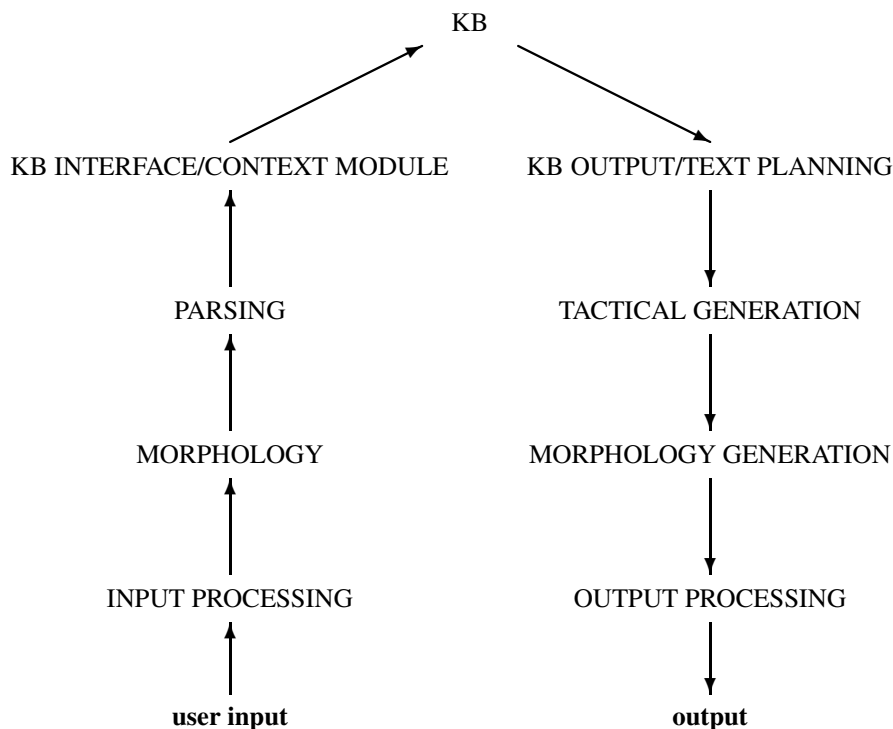 KB
KB INTERFACE/CONTEXT MODULE
KB OUTPUT/TEXT PLANNING
PARSING
TACTICAL GENERATION
MORPHOLOGY
MORPHOLOGY GENERATION
INPUT PROCESSING
OUTPUT PROCESSING
user input
output